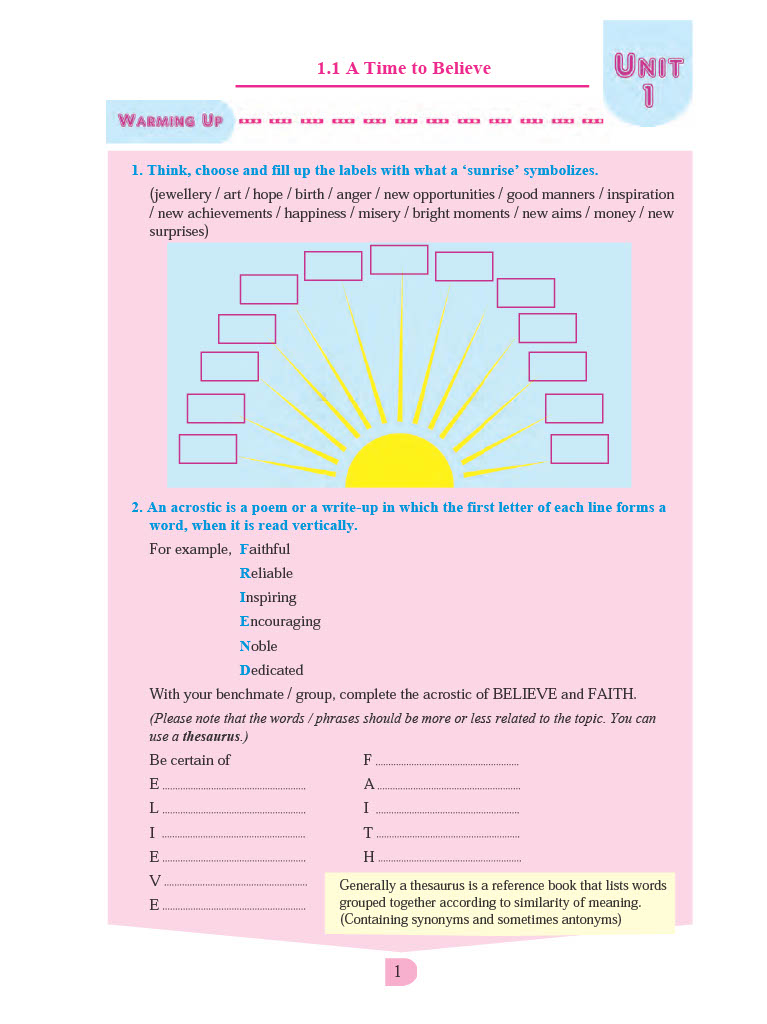 1.1 A Time to Believe
UNIT
1
WARMING UP
1. Think, choose and fill up the labels with what a ‘sunrise’ symbolizes.
(jewellery / art / hope / birth / anger / new opportunities / good manners / inspiration
/ new achievements / happiness / misery / bright moments / new aims / money / new
surprises)
2. An acrostic is a poem or a write-up in which the first letter of each line forms a
word, when it is read vertically.
For example, Faithful
Reliable
Inspiring
Encouraging
Noble
Dedicated
With your benchmate / group, complete the acrostic of BELIEVE and FAITH.
(Please note that the words / phrases should be more or less related to the topic. You can
use a thesaurus.)
Be certain of
E ........................................................
L ........................................................
I ........................................................
E ........................................................
V ........................................................
E ........................................................
F ........................................................
A ........................................................
I ........................................................
T ........................................................
H ........................................................
Generally a thesaurus is a reference book that lists words
grouped together according to similarity of meaning.
(Containing synonyms and sometimes antonyms)
1